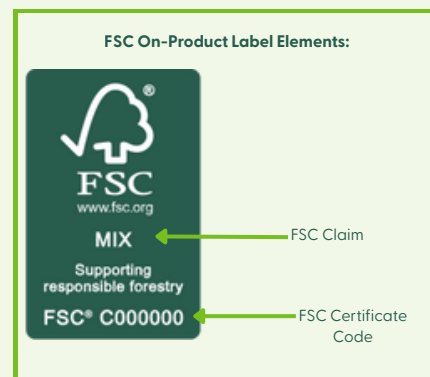 FSC On-Product Label Elements:
®
FSC
www.fsc.org
MIX
FSC Claim
Supporting
responsible forestry
FSC® C000000
FSC Certificate
Code